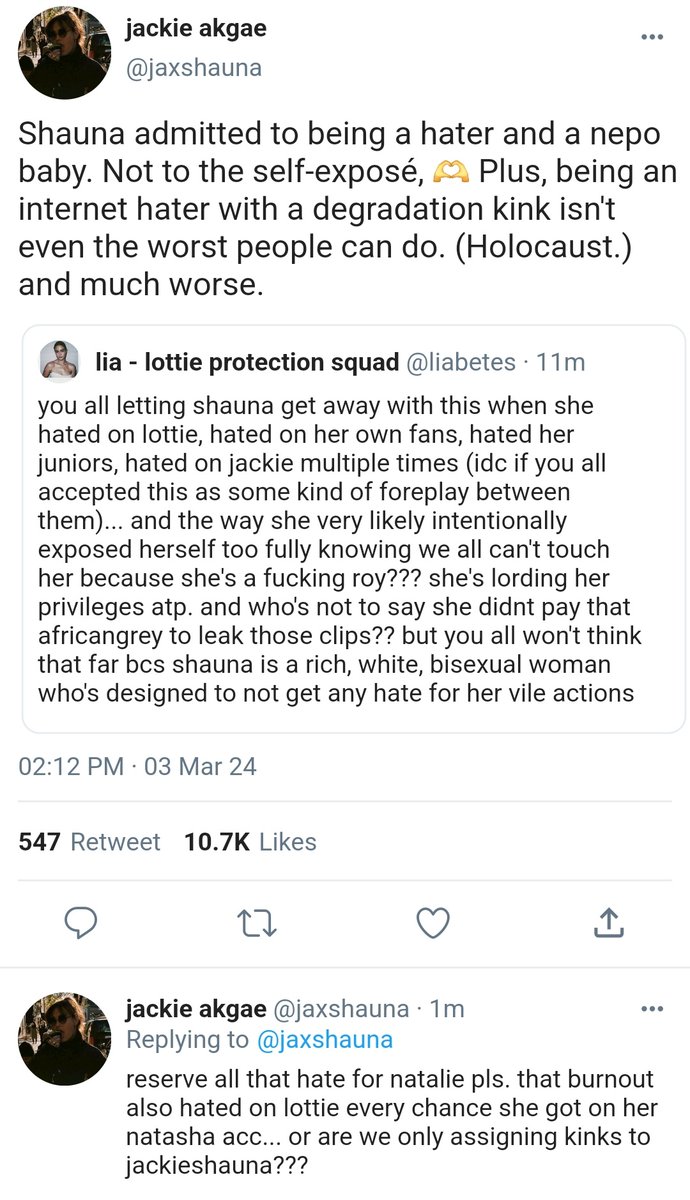 jackie akgae
@jaxshauna
Shauna admitted to being a hater and a nepo
baby. Not to the self-exposé, 🫶 Plus, being an
internet hater with a degradation kink isn't
even the worst people can do. (Holocaust.)
and much worse.
lia - lottie protection squad @liabetes · 11m
you all letting shauna get away with this when she
hated on lottie, hated on her own fans, hated her
juniors, hated on jackie multiple times (idc if you all
accepted this as some kind of foreplay between
them)... and the way she very likely intentionally
exposed herself too fully knowing we all can't touch
her because she's a fucking roy??? she's lording her
privileges atp. and who's not to say she didnt pay that
africangrey to leak those clips?? but you all won't think
that far bcs shauna is a rich, white, bisexual woman
who's designed to not get any hate for her vile actions
02:12 PM · 03 Mar 24
547 Retweet 10.7K Likes
jackie akgae @jaxshauna · 1m
Replying to @jaxshauna
reserve all that hate for natalie pls. that burnout
also hated on lottie every chance she got on her
natasha acc... or are we only assigning kinks to
jackieshauna???